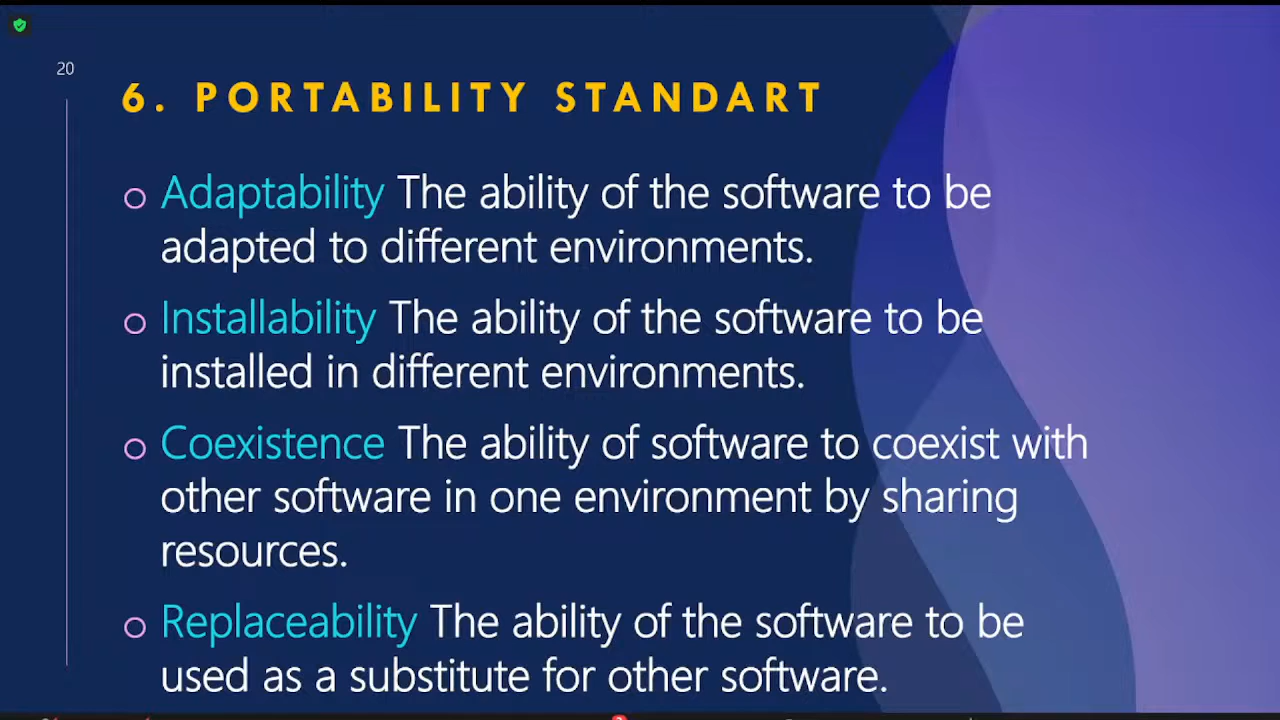 20
6. PORTABILITY STANDART
o Adaptability The ability of the software to be
adapted to different environments.
o Installability The ability of the software to be
installed in different environments.
o Coexistence The ability of software to coexist with
other software in one environment by sharing
resources.
o Replaceability The ability of the software to be
used as a substitute for other software.